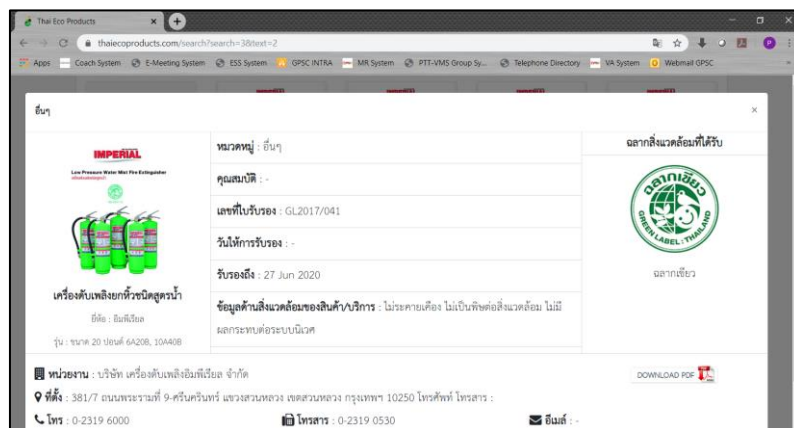 Thai Eco Products
thaiecoproducts.com/search?search=3&text=2
Apps Coach System E-Meeting System ESS System GPSC INTRA MR System PTT-VMS Group Sy... Telephone Directory VA System Webmail GPSC
อื่นๆ
IMPERIAL
Low Pressure Water Mist Fire Extinguisher
เครื่องดับเพลิงยกหิ้วชนิดสูตรน้ำ
ยี่ห้อ : อิมพีเรียล
รุ่น : ขนาด 20 ปอนด์ 6A20B, 10A40B
หมวดหมู่ : อื่นๆ
คุณสมบัติ : -
เลขที่ใบรับรอง : GL2017/041
วันให้การรับรอง : -
รับรองถึง : 27 Jun 2020
ข้อมูลด้านสิ่งแวดล้อมของสินค้า/บริการ : ไม่ระคายเคือง ไม่เป็นพิษต่อสิ่งแวดล้อม ไม่มี
ผลกระทบต่อระบบนิเวศ
ฉลากสิ่งแวดล้อมที่ได้รับ
ฉลากเขียว
GREEN LABEL : THAILAND
ฉลากเขียว
หน่วยงาน : บริษัท เครื่องดับเพลิงอิมพีเรียล จำกัด
DOWNLOAD PDF
ที่ตั้ง : 381/7 ถนนพระรามที่ 9-ศรีนครินทร์ แขวงสวนหลวง เขตสวนหลวง กรุงเทพฯ 10250 โทรศัพท์ โทรสาร :
โทร : 0-2319 6000 โทรสาร : 0-2319 0530 อีเมล์ : -